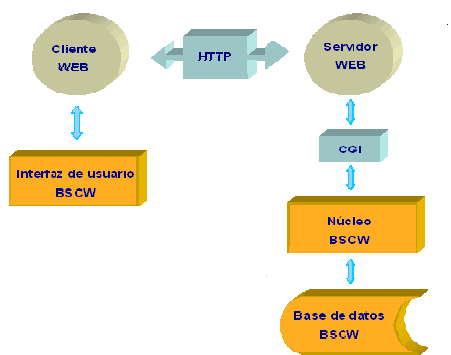 Cliente
WEB
HTTP
Servidor
WEB
CGI
Interfaz de usuario
BSCW
Núcleo
BSCW
Base de datos
BSCW